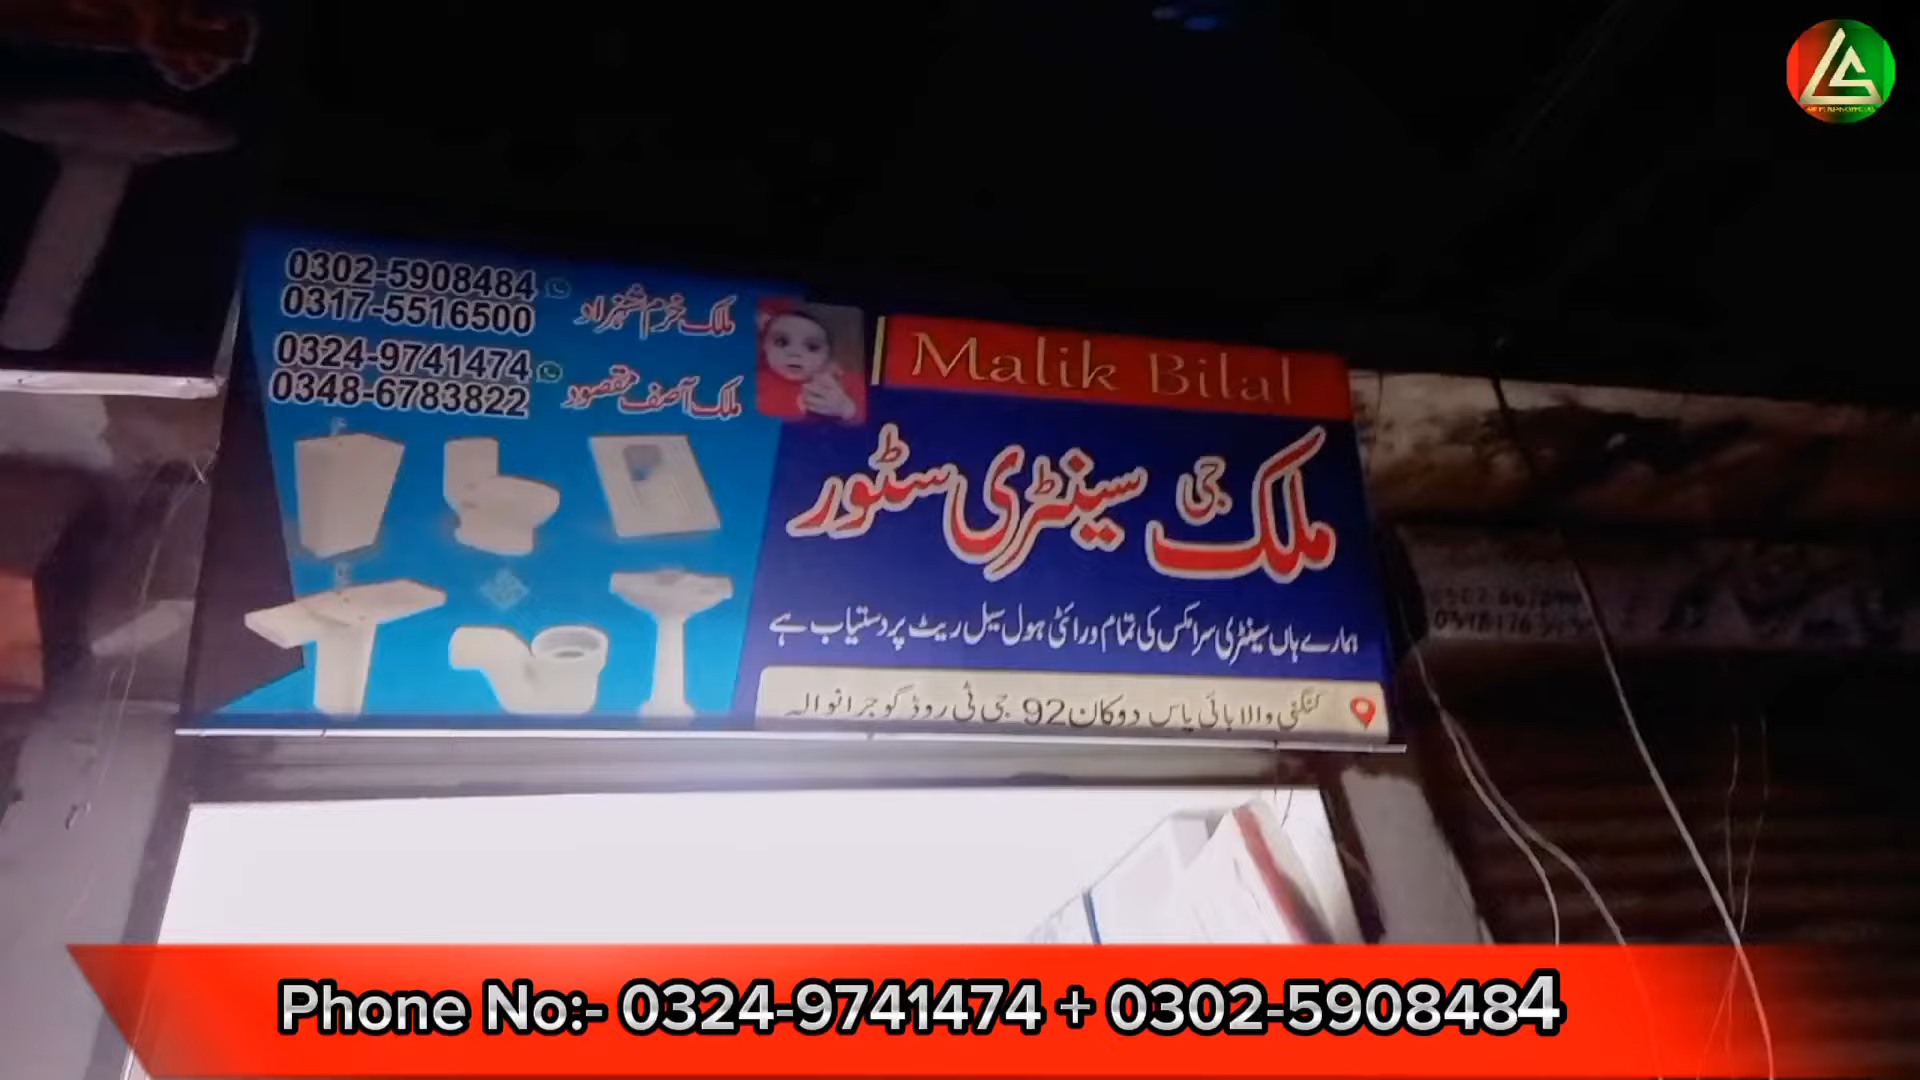 0302-5908484
0317-5516500
ملک خرم شہزاد
0324-9741474
0348-6783822
ملک آصف مقصود
Malik Bilal
ملک جی سینٹری سٹور
ہمارے ہاں سینٹری سرامکس کی تمام ورائٹی ہول سیل ریٹ پر دستیاب ہے
کنگنی والا بائی پاس دوکان 92 جی ٹی روڈ گوجرانوالہ
Phone No:- 0324-9741474 + 0302-5908484